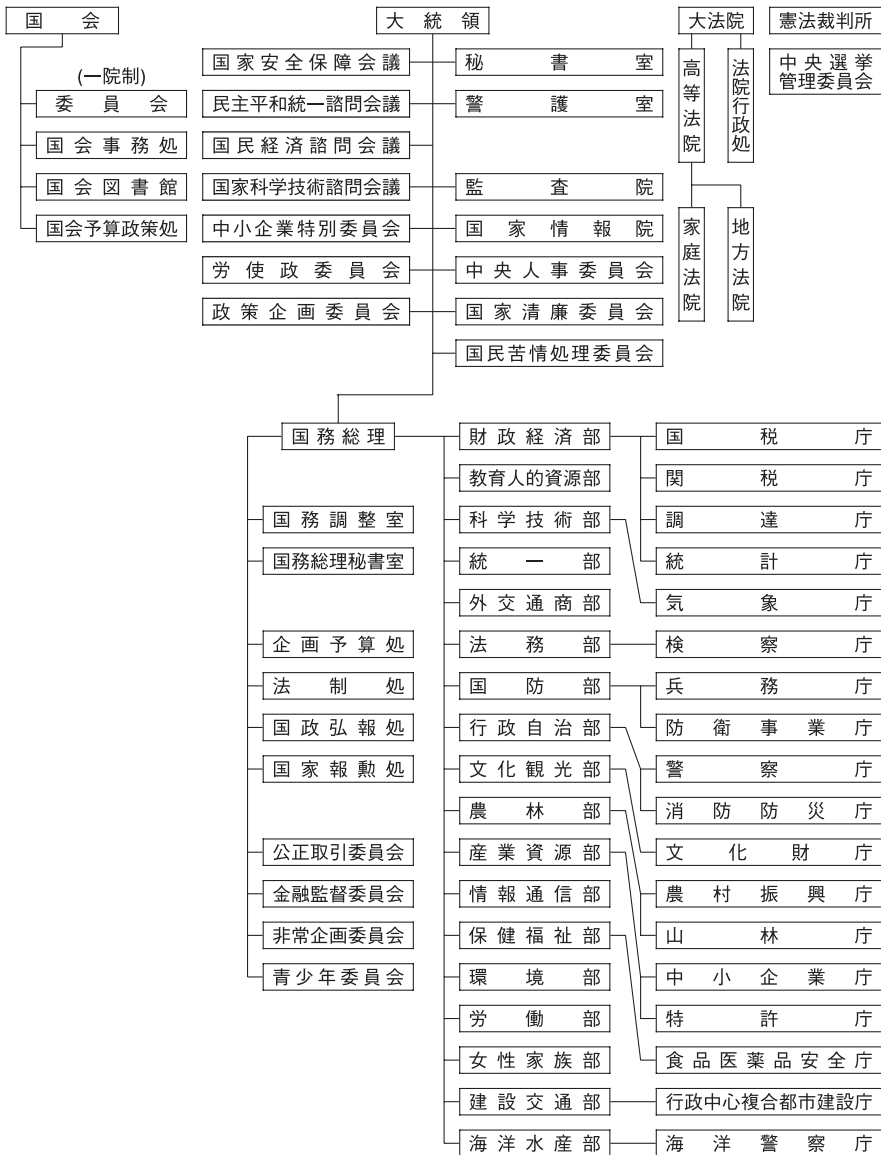 国会
大統領
大法院
憲法裁判所
(一院制)
委員会
国会事務処
国会図書館
国会予算政策処
国家安全保障会議
秘書室
民主平和統一諮問会議
警護室
国民経済諮問会議
国家科学技術諮問会議
監査院
中小企業特別委員会
国家情報院
労使政委員会
中央人事委員会
政策企画委員会
国家清廉委員会
国民苦情処理委員会
高等法院
法院行政処
家庭法院
地方法院
中央選挙
管理委員会
国務総理
国務調整室
国務総理秘書室
企画予算処
法制処
国政弘報処
国家報勲処
公正取引委員会
金融監督委員会
非常企画委員会
青少年委員会
財政経済部
教育人的資源部
科学技術部
統一部
外交通商部
法務部
国防部
行政自治部
文化観光部
農林部
産業資源部
情報通信部
保健福祉部
環境部
労働部
女性家族部
建設交通部
海洋水産部
国税庁
関税庁
調達庁
統計庁
気象庁
検察庁
兵務庁
防衛事業庁
警察庁
消防防災庁
文化財庁
農村振興庁
山林庁
中小企業庁
特許庁
食品医薬品安全庁
行政中心複合都市建設庁
海洋警察庁